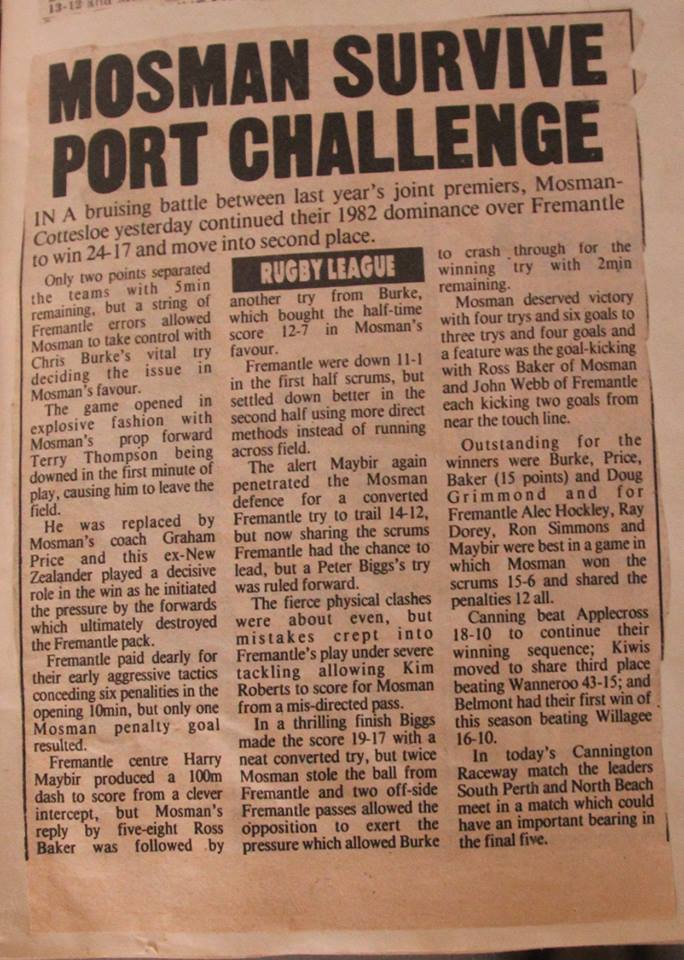 13-12 and
MOSMAN SURVIVE
PORT CHALLENGE
IN A bruising battle between last year's joint premiers, Mosman-
Cottesloe yesterday continued their 1982 dominance over Fremantle
to win 24-17 and move into second place.
Only two points separated
the teams with 5min
remaining, but a string of
Fremantle errors allowed
Mosman to take control with
Chris Burke's vital try
deciding the issue in
Mosman's favour.
The game opened in
explosive fashion with
Mosman's prop forward
Terry Thompson being
downed in the first minute of
play, causing him to leave the
field.
He was replaced by
Mosman's coach Graham
Price and this ex-New
Zealander played a decisive
role in the win as he initiated
the pressure by the forwards
which ultimately destroyed
the Fremantle pack.
Fremantle paid dearly for
their early aggressive tactics
conceding six penalities in the
opening 10min, but only one
Mosman penalty goal
resulted.
Fremantle centre Harry
Maybir produced a 100m
dash to score from a clever
intercept, but Mosman's
reply by five-eight Ross
Baker was followed by
RUGBY LEAGUE
another try from Burke,
which bought the half-time
score 12-7 in Mosman's
favour.
Fremantle were down 11-1
in the first half scrums, but
settled down better in the
second half using more direct
methods instead of running
across field.
The alert Maybir again
penetrated the Mosman
defence for a converted
Fremantle try to trail 14-12,
but now sharing the scrums
Fremantle had the chance to
lead, but a Peter Biggs's try
was ruled forward.
The fierce physical clashes
were about even, but
mistakes crept into
Fremantle's play under severe
tackling allowing Kim
Roberts to score for Mosman
from a mis-directed pass.
In a thrilling finish Biggs
made the score 19-17 with a
neat converted try, but twice
Mosman stole the ball from
Fremantle and two off-side
Fremantle passes allowed the
opposition to exert the
pressure which allowed Burke
to crash through for the
winning try with 2min
remaining.
Mosman deserved victory
with four trys and six goals to
three trys and four goals and
a feature was the goal-kicking
with Ross Baker of Mosman
and John Webb of Fremantle
each kicking two goals from
near the touch line.
Outstanding for the
winners were Burke, Price,
Baker (15 points) and Doug
Grimmond and for
Fremantle Alec Hockley, Ray
Dorey, Ron Simmons and
Maybir were best in a game in
which Mosman won the
scrums 15-6 and shared the
penalties 12 all.
Canning beat Applecross
18-10 to continue their
winning sequence; Kiwis
moved to share third place
beating Wanneroo 43-15; and
Belmont had their first win of
this season beating Willagee
16-10.
In today's Cannington
Raceway match the leaders
South Perth and North Beach
meet in a match which could
have an important bearing in
the final five.